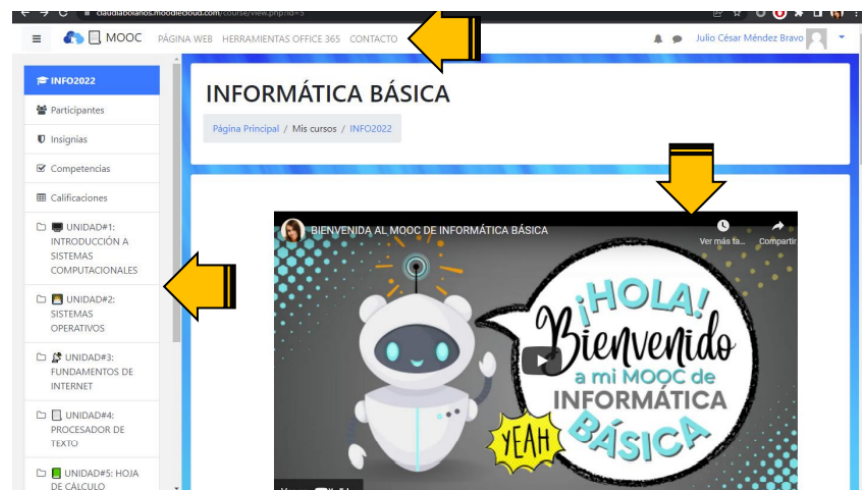 claudiabolanos.moodlecloud.com/course/view.php?id=5
MOOC PÁGINA WEB HERRAMIENTAS OFFICE 365 CONTACTO Julio César Méndez Bravo
INFO2022
Participantes
Insignias
Competencias
Calificaciones
UNIDAD#1:
INTRODUCCIÓN A
SISTEMAS
COMPUTACIONALES
UNIDAD#2:
SISTEMAS
OPERATIVOS
UNIDAD#3:
FUNDAMENTOS DE
INTERNET
UNIDAD#4:
PROCESADOR DE
TEXTO
UNIDAD#5: HOJA
DE CÁLCULO
INFORMÁTICA BÁSICA
Página Principal / Mis cursos / INFO2022
BIENVENIDA AL MOOC DE INFORMÁTICA BÁSICA
Ver más ta... Compartir
¡HOLA!
Bienvenido
a mi MOOC de
INFORMÁTICA
BÁSICA
YEAH